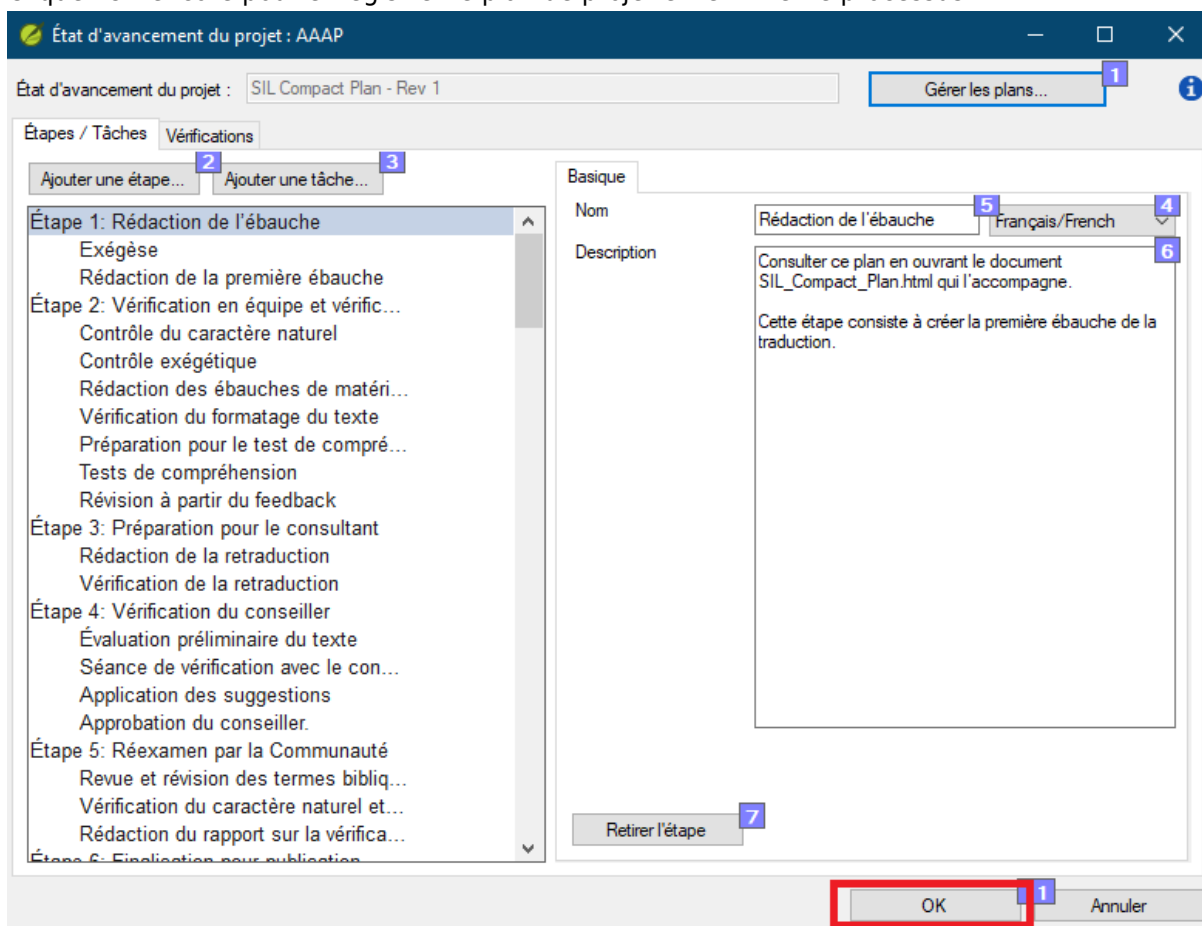 État d'avancement du projet : AAAP
État d'avancement du projet : SIL Compact Plan - Rev 1 Gérer les plans... 1
Étapes / Tâches Vérifications
Ajouter une étape... 2 Ajouter une tâche... 3
Étape 1: Rédaction de l'ébauche
Exégèse
Rédaction de la première ébauche
Étape 2: Vérification en équipe et vérific...
Contrôle du caractère naturel
Contrôle exégétique
Rédaction des ébauches de matéri...
Vérification du formatage du texte
Préparation pour le test de compré...
Tests de compréhension
Révision à partir du feedback
Étape 3: Préparation pour le consultant
Rédaction de la retraduction
Vérification de la retraduction
Étape 4: Vérification du conseiller
Évaluation préliminaire du texte
Séance de vérification avec le con...
Application des suggestions
Approbation du conseiller.
Étape 5: Réexamen par la Communauté
Revue et révision des termes bibliq...
Vérification du caractère naturel et...
Rédaction du rapport sur la vérifica...
Étape 6: Finalisation pour publication
Basique
Nom Rédaction de l'ébauche 5 Français/French 4
Description 6
Consulter ce plan en ouvrant le document
SIL_Compact_Plan.html qui l'accompagne.
Cette étape consiste à créer la première ébauche de la
traduction.
Retirer l'étape 7
OK 1 Annuler